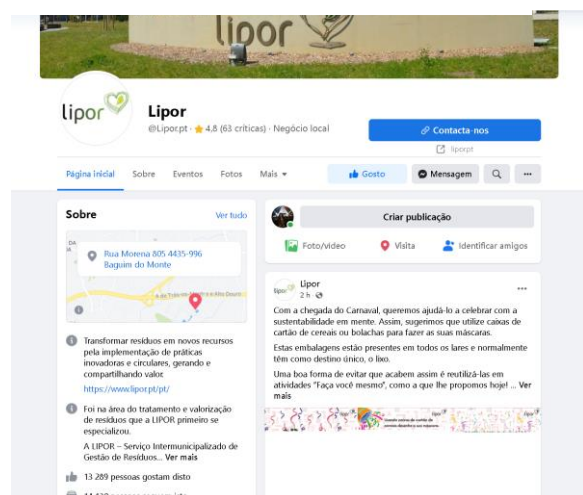 lipor
lipor
Lipor
@Lipor.pt · 4,8 (63 críticas) · Negócio local
Contacta-nos
lipor.pt
Página inicial Sobre Eventos Fotos Mais
Gosto Mensagem
Sobre Ver tudo
Rua Morena 805 4435-996
Baguim do Monte
Transformar resíduos em novos recursos
pela implementação de práticas
inovadoras e circulares, gerando e
compartilhando valor.
https://www.lipor.pt/pt/
Foi na área do tratamento e valorização
de resíduos que a LIPOR primeiro se
especializou.
A LIPOR – Serviço Intermunicipalizado de
Gestão de Resíduos... Ver mais
13 289 pessoas gostam disto
Criar publicação
Foto/vídeo Visita Identificar amigos
lipor
Lipor
2 h
Com a chegada do Carnaval, queremos ajudá-lo a celebrar com a
sustentabilidade em mente. Assim, sugerimos que utilize caixas de
cartão de cereais ou bolachas para fazer as suas máscaras.
Estas embalagens estão presentes em todos os lares e normalmente
têm como destino único, o lixo.
Uma boa forma de evitar que acabem assim é reutilizá-las em
atividades "Faça você mesmo", como a que lhe propomos hoje! ... Ver
mais